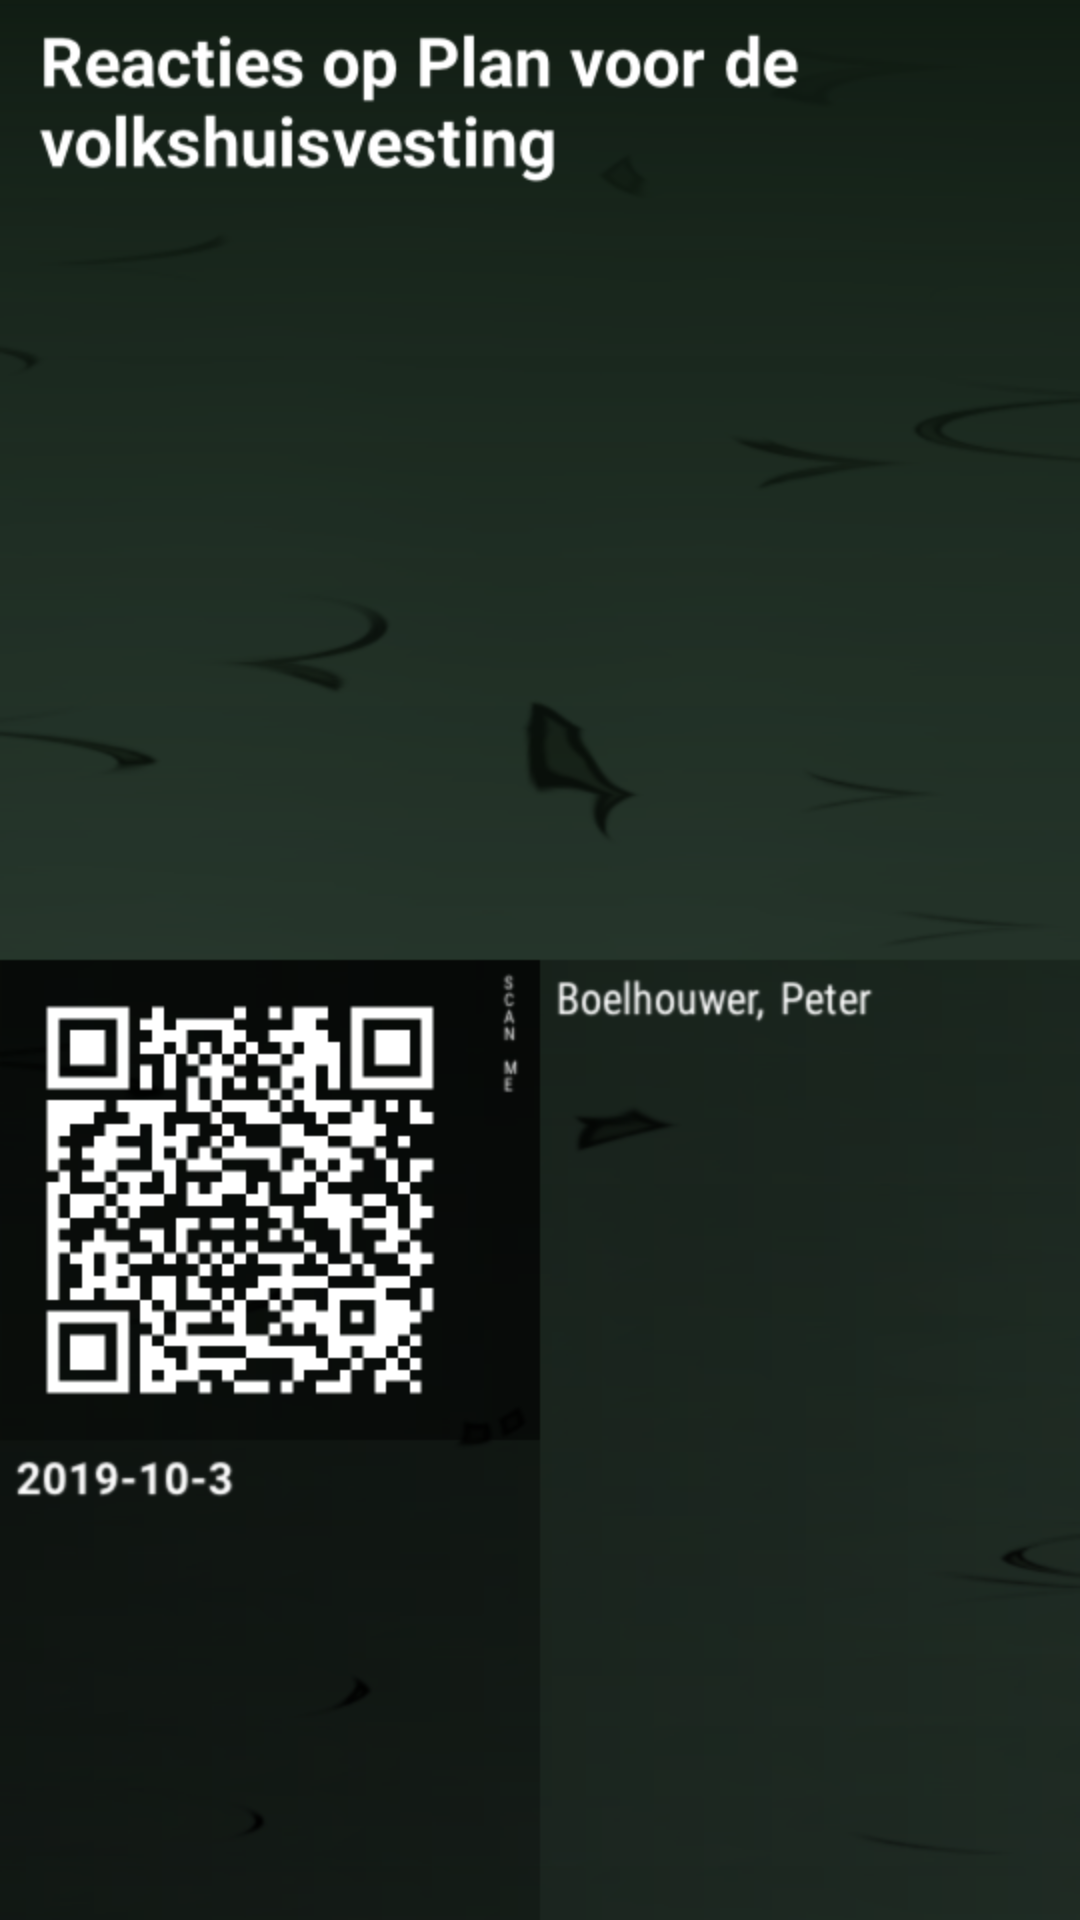 Reacties op Plan voor de
volkshuisvesting
SCAN ME
Boelhouwer, Peter
2019-10-3